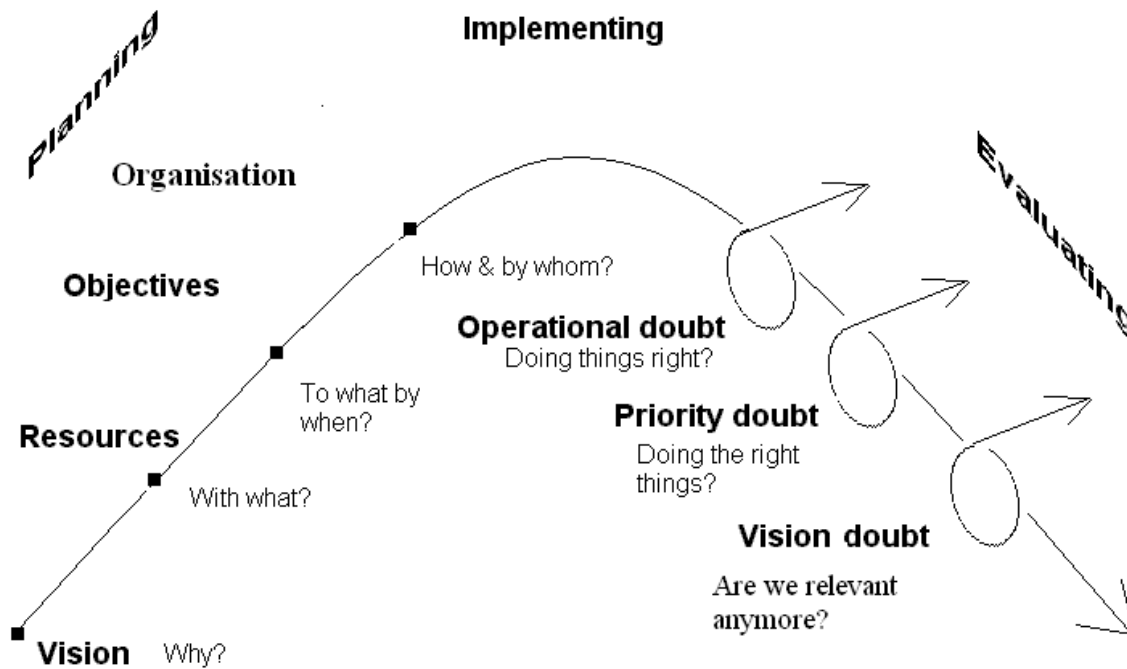 Planning
Implementing
Evaluating
Organisation
How & by whom?
Objectives
To what by
when?
Resources
With what?
Vision Why?
Operational doubt
Doing things right?
Priority doubt
Doing the right
things?
Vision doubt
Are we relevant
anymore?